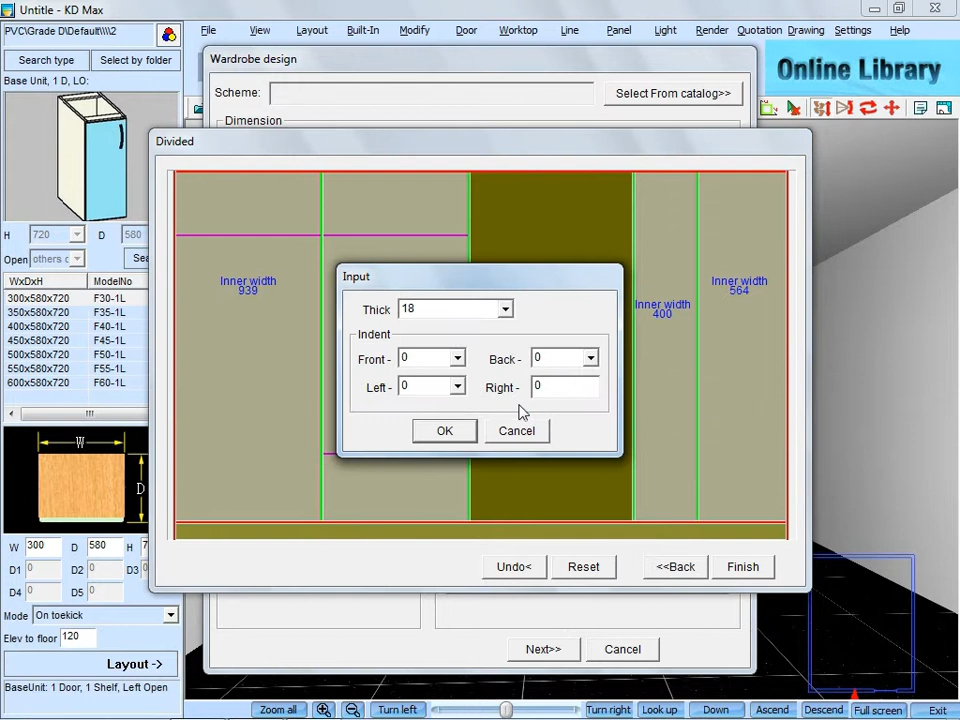 Untitle - KD Max
PVC\Grade D\Default\\\\2
File View Layout Built-In Modify Door Worktop Line Panel Light Render Quotation Drawing Settings Help
Search type Select by folder
Base Unit, 1 D, LO:
Online Library
Wardrobe design
Scheme:
Select From catalog>>
Dimension
Divided
H 720 D 580
Open others c
WxDxH ModelNo
300x580x720 F30-1L
350x580x720 F35-1L
400x580x720 F40-1L
450x580x720 F45-1L
500x580x720 F50-1L
550x580x720 F55-1L
600x580x720 F60-1L
Inner width
939
Inner width
400
Inner width
564
Input
Thick 18
Indent
Front - 0 Back - 0
Left - 0 Right - 0
OK Cancel
W
D
W 300 D 580 H
D1 0 D2 0 D3
D4 0 D5 0
Mode On toekick
Elev to floor 120
Layout ->
BaseUnit: 1 Door, 1 Shelf, Left Open
Undo< Reset <<Back Finish
Next>> Cancel
Zoom all Turn left Turn right Look up Down Ascend Descend Full screen Exit